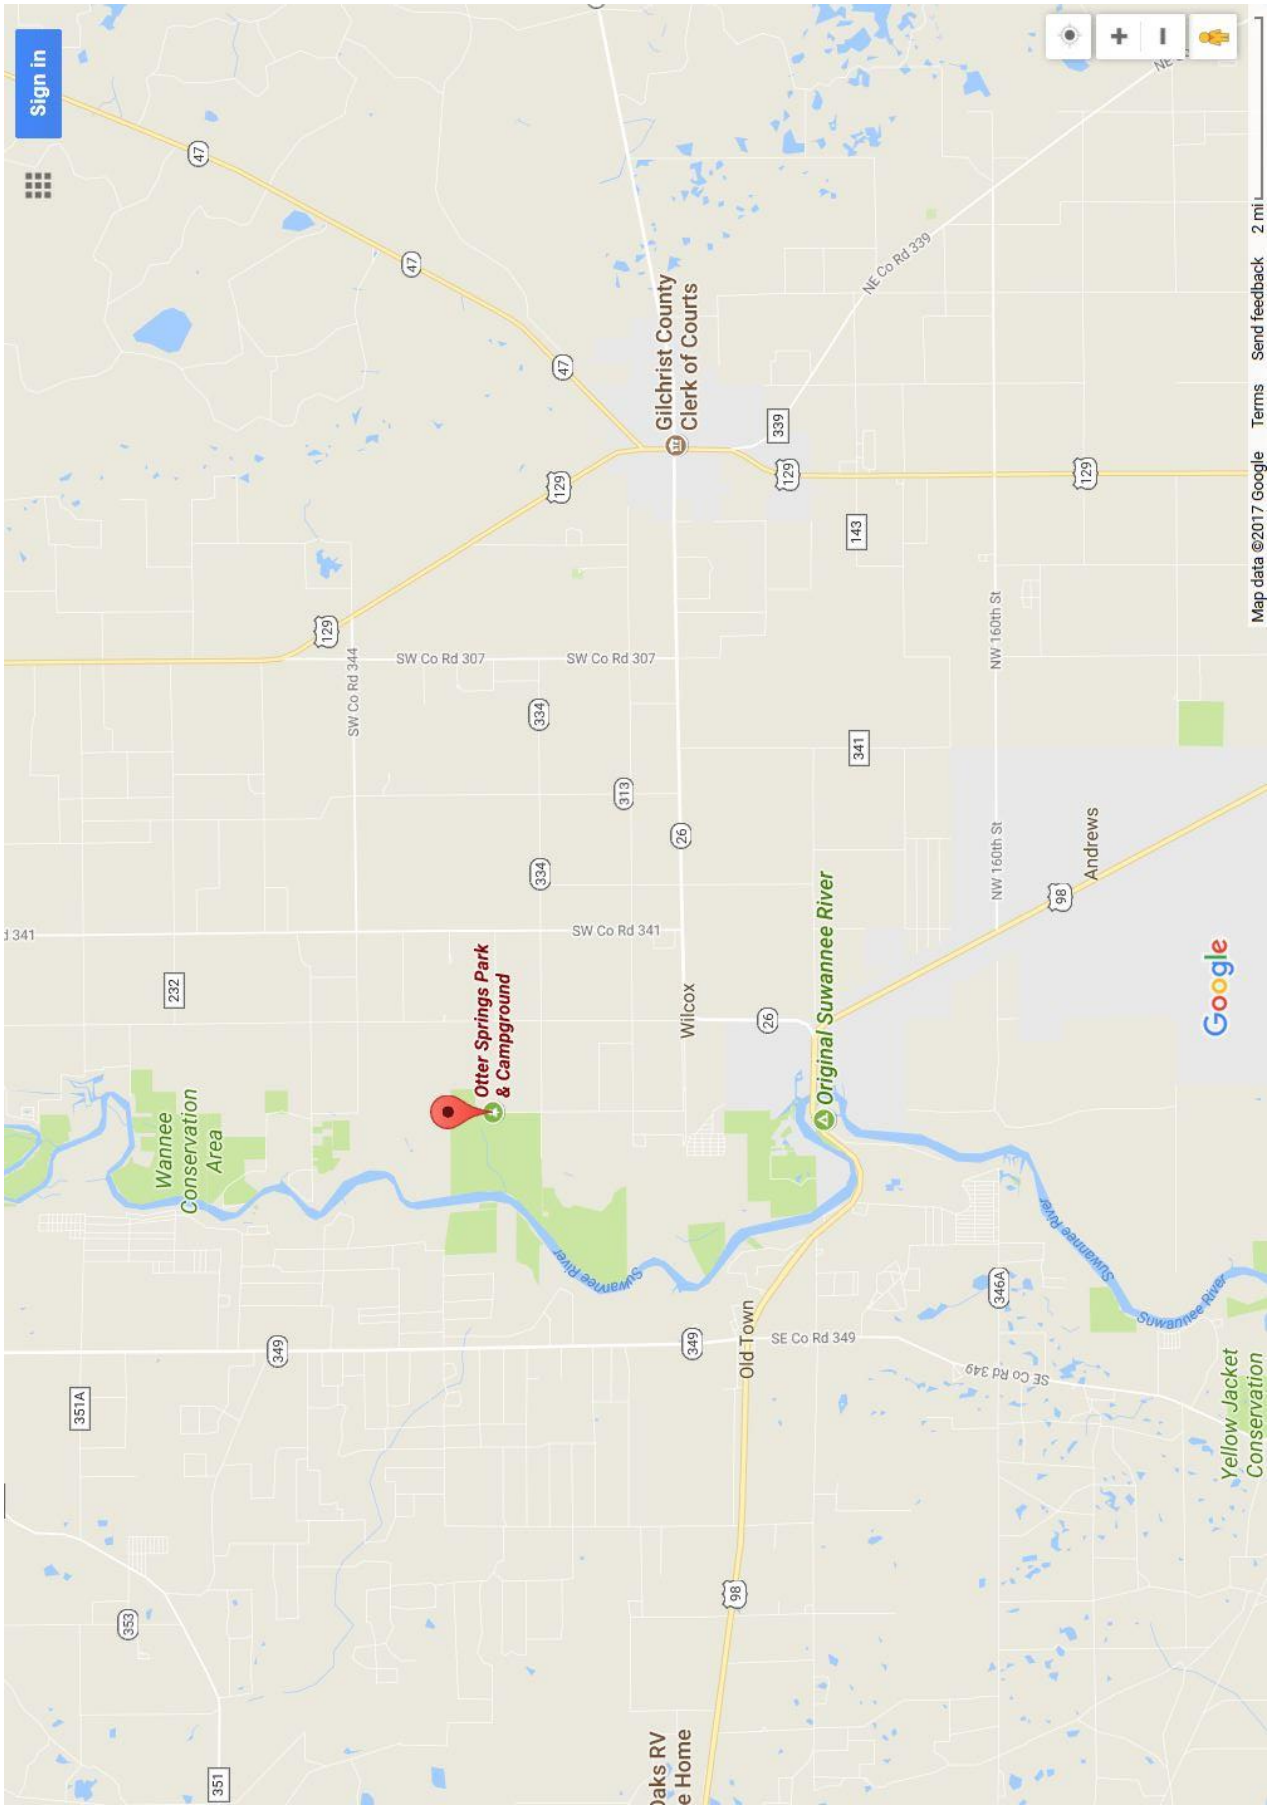 Sign in
47
47
47
129
129
129
129
Gilchrist County
Clerk of Courts
339
NE Co Rd 339
143
SW Co Rd 344
SW Co Rd 307
SW Co Rd 307
334
334
313
26
341
NW 160th St
NW 160th St
Andrews
98
SW Co Rd 341
341
232
Otter Springs Park
& Campground
Wilcox
26
Original Suwannee River
Wannee
Conservation
Area
Suwannee River
Suwannee River
Suwannee River
349
349
Old Town
SE Co Rd 349
SE Co Rd 349
346A
351A
353
351
98
Yellow Jacket
Conservation
Oaks RV
e Home
Google
Map data ©2017 Google Terms Send feedback 2 mi